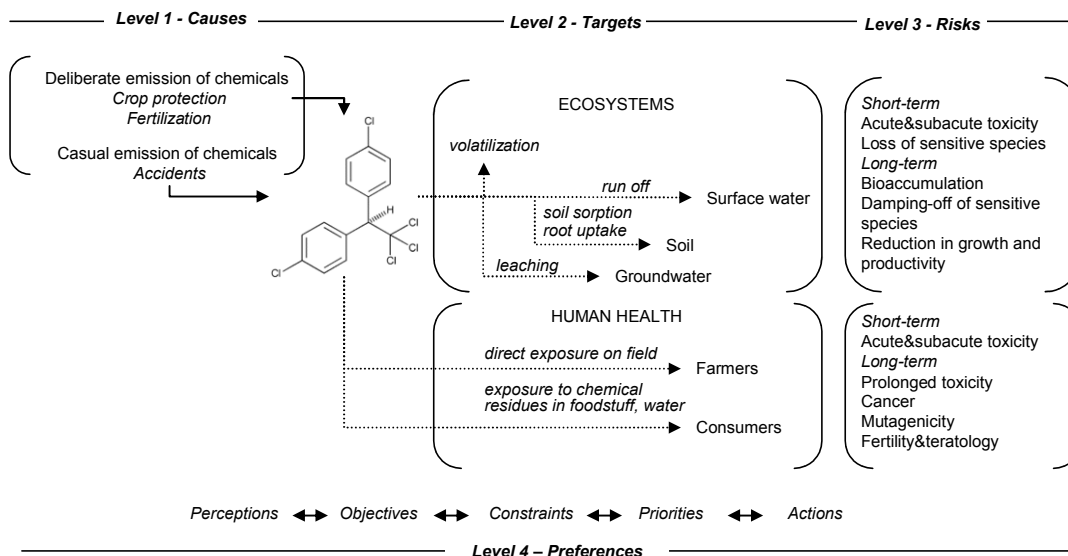 Level 1 - Causes
Level 2 - Targets
Level 3 - Risks
Deliberate emission of chemicals
Crop protection
Fertilization
Casual emission of chemicals
Accidents
Cl
H
Cl
Cl
Cl
Cl
ECOSYSTEMS
volatilization
run off
Surface water
soil sorption
root uptake
Soil
leaching
Groundwater
Short-term
Acute&subacute toxicity
Loss of sensitive species
Long-term
Bioaccumulation
Damping-off of sensitive
species
Reduction in growth and
productivity
HUMAN HEALTH
direct exposure on field
Farmers
exposure to chemical
residues in foodstuff, water
Consumers
Short-term
Acute&subacute toxicity
Long-term
Prolonged toxicity
Cancer
Mutagenicity
Fertility&teratology
Perceptions
Objectives
Constraints
Priorities
Actions
Level 4 – Preferences